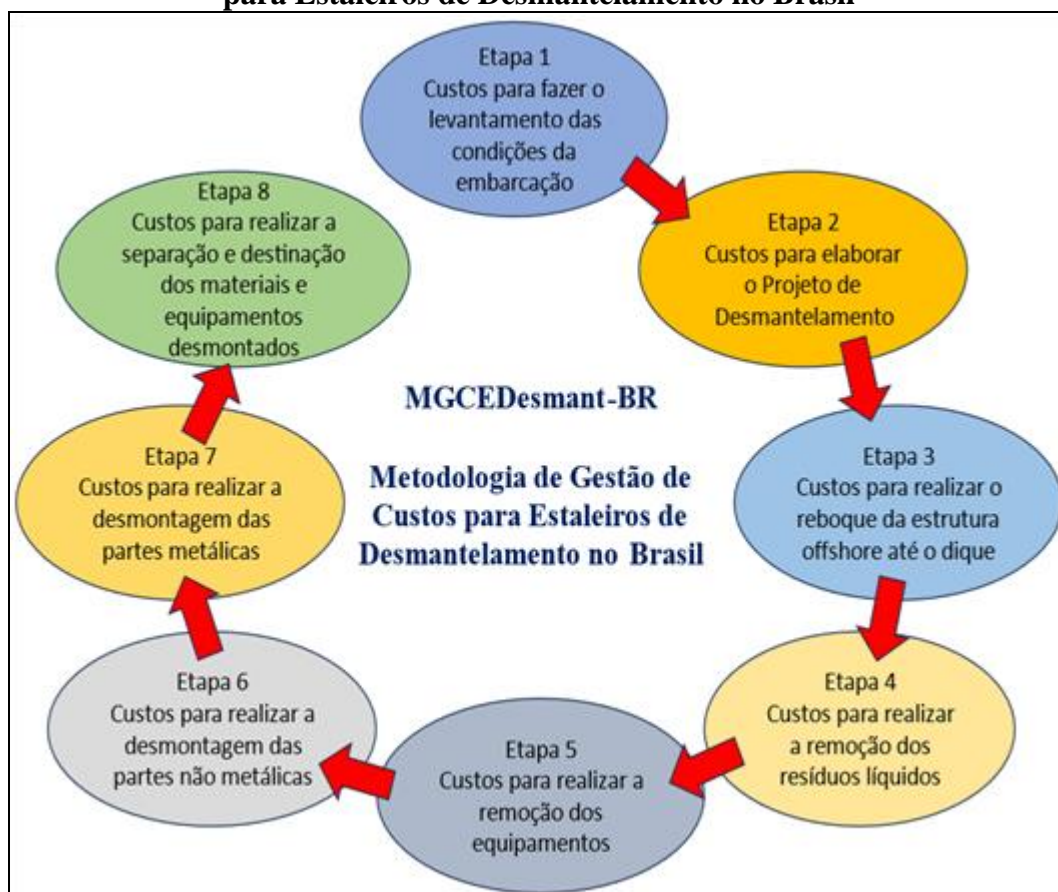 para Estaleiros de Desmantelamento no Brasil
Etapa 1
Custos para fazer o
levantamento das
condições da
embarcação
Etapa 2
Custos para elaborar
o Projeto de
Desmantelamento
Etapa 3
Custos para realizar o
reboque da estrutura
offshore até o dique
Etapa 4
Custos para realizar
a remoção dos
resíduos líquidos
Etapa 5
Custos para realizar a
remoção dos
equipamentos
Etapa 6
Custos para realizar a
desmontagem das
partes não metálicas
Etapa 7
Custos para realizar a
desmontagem das
partes metálicas
Etapa 8
Custos para realizar a
separação e destinação
dos materiais e
equipamentos
desmontados
MGCEDesmant-BR
Metodologia de Gestão de
Custos para Estaleiros de
Desmantelamento no Brasil